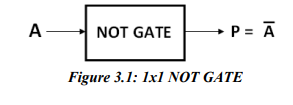 A NOT GATE P = A̅
Figure 3.1: 1x1 NOT GATE